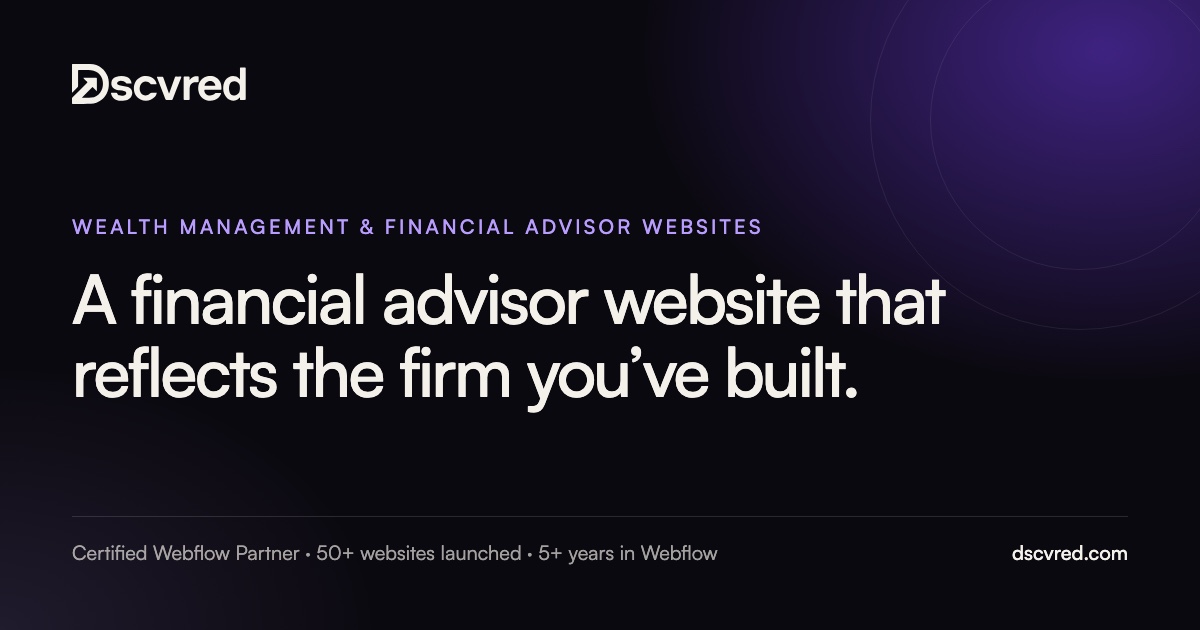 Dscvred
WEALTH MANAGEMENT & FINANCIAL ADVISOR WEBSITES
A financial advisor website that
reflects the firm you’ve built.
Certified Webflow Partner · 50+ websites launched · 5+ years in Webflow
dscvred.com